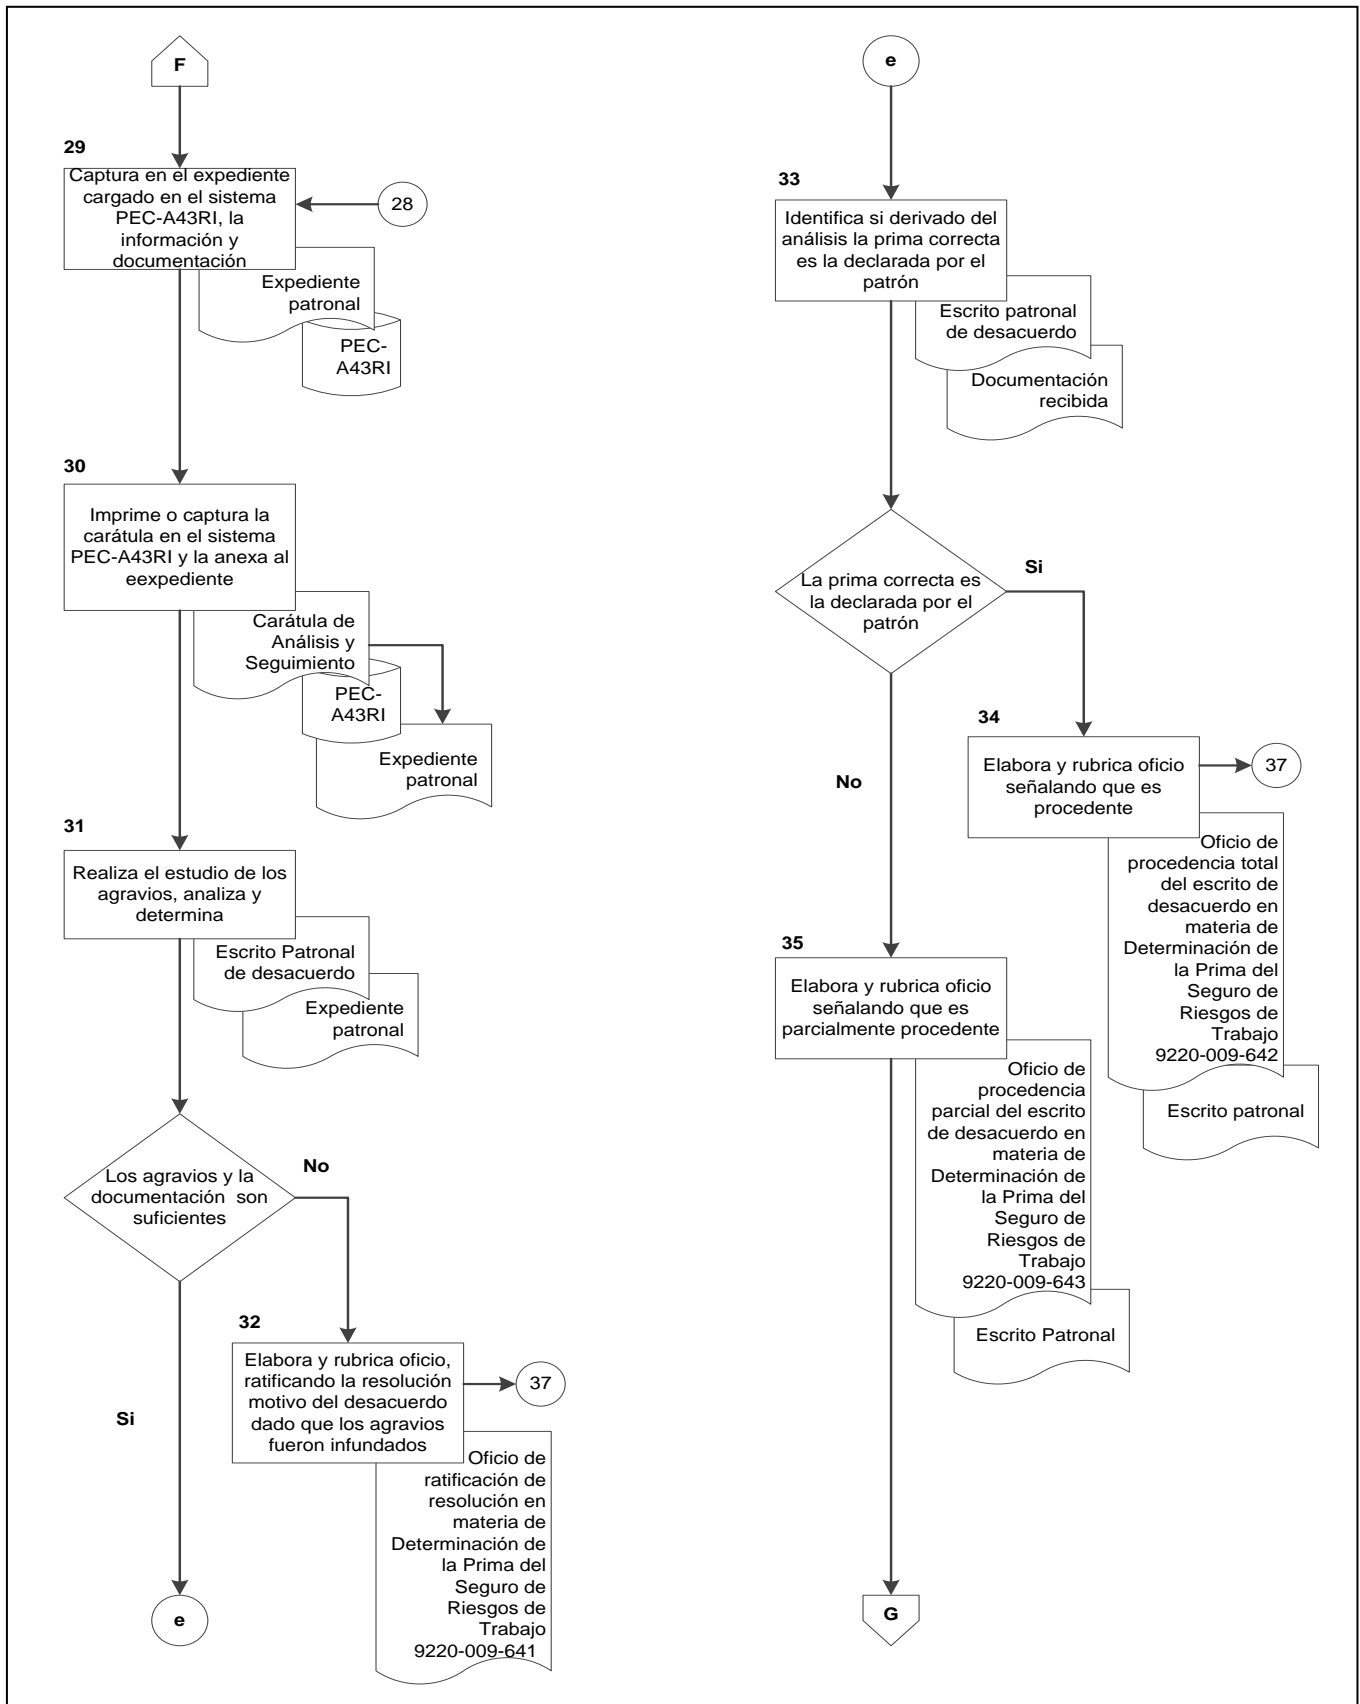 F
29
Captura en el expediente
cargado en el sistema
PEC-A43RI, la
información y
documentación
28
Expediente
patronal
PEC-
A43RI
30
Imprime o captura la
carátula en el sistema
PEC-A43RI y la anexa al
eexpediente
Carátula de
Análisis y
Seguimiento
PEC-
A43RI
Expediente
patronal
31
Realiza el estudio de los
agravios, analiza y
determina
Escrito Patronal
de desacuerdo
Expediente
patronal
Los agravios y la
documentación son
suficientes
No
Si
32
Elabora y rubrica oficio,
ratificando la resolución
motivo del desacuerdo
dado que los agravios
fueron infundados
37
Oficio de
ratificación de
resolución en
materia de
Determinación de
la Prima del
Seguro de
Riesgos de
Trabajo
9220-009-641
e
e
33
Identifica si derivado del
análisis la prima correcta
es la declarada por el
patrón
Escrito patronal
de desacuerdo
Documentación
recibida
La prima correcta es
la declarada por el
patrón
Si
No
34
Elabora y rubrica oficio
señalando que es
procedente
37
Oficio de
procedencia total
del escrito de
desacuerdo en
materia de
Determinación de
la Prima del
Seguro de
Riesgos de
Trabajo
9220-009-642
Escrito patronal
35
Elabora y rubrica oficio
señalando que es
parcialmente procedente
Oficio de
procedencia
parcial del escrito
de desacuerdo en
materia de
Determinación de
la Prima del
Seguro de
Riesgos de
Trabajo
9220-009-643
Escrito Patronal
G